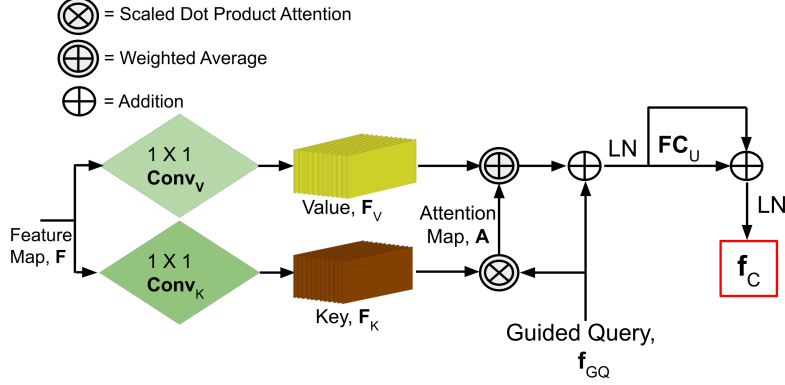 = Scaled Dot Product Attention
= Weighted Average
= Addition
1 X 1
Conv_V
Value, F_V
Attention
Map, A
LN
FC_U
LN
Feature
Map, F
1 X 1
Conv_K
Key, F_K
f_C
Guided Query,
f_GQ